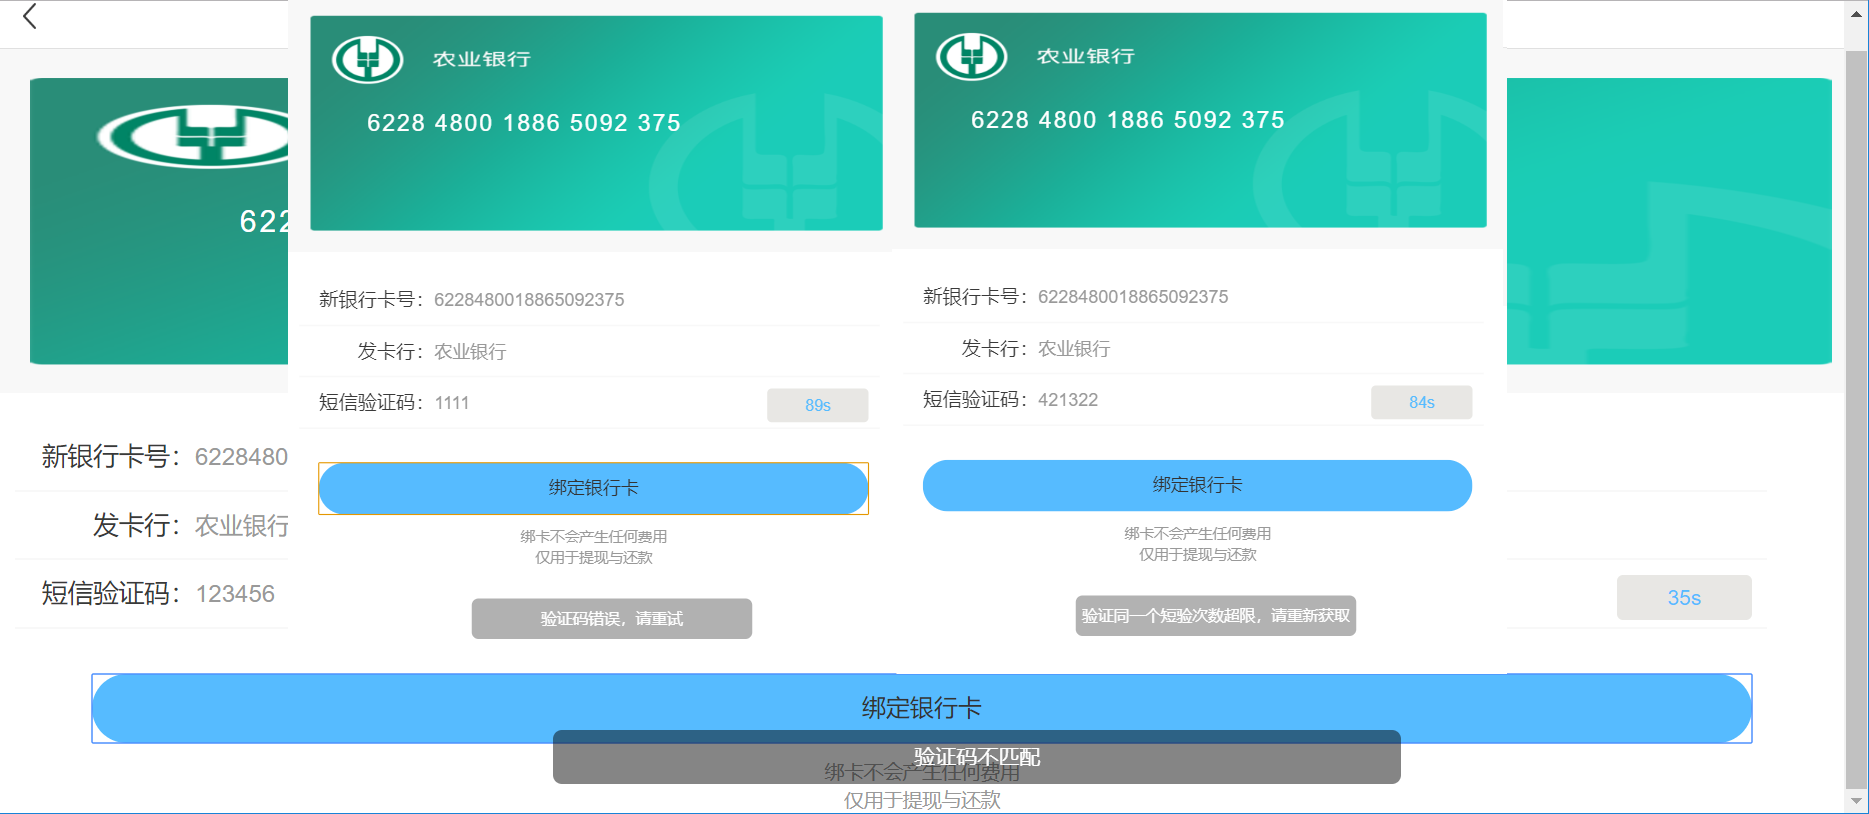 622
新银行卡号：6228480
发卡行：农业银行
短信验证码：123456
农业银行
6228 4800 1886 5092 375
新银行卡号：6228480018865092375
发卡行：农业银行
短信验证码：1111
89s
绑定银行卡
绑卡不会产生任何费用
仅用于提现与还款
验证码错误，请重试
农业银行
6228 4800 1886 5092 375
新银行卡号：6228480018865092375
发卡行：农业银行
短信验证码：421322
84s
绑定银行卡
绑卡不会产生任何费用
仅用于提现与还款
验证同一个短验次数超限，请重新获取
35s
绑定银行卡
验证码不匹配
绑卡不会产生任何费用
仅用于提现与还款